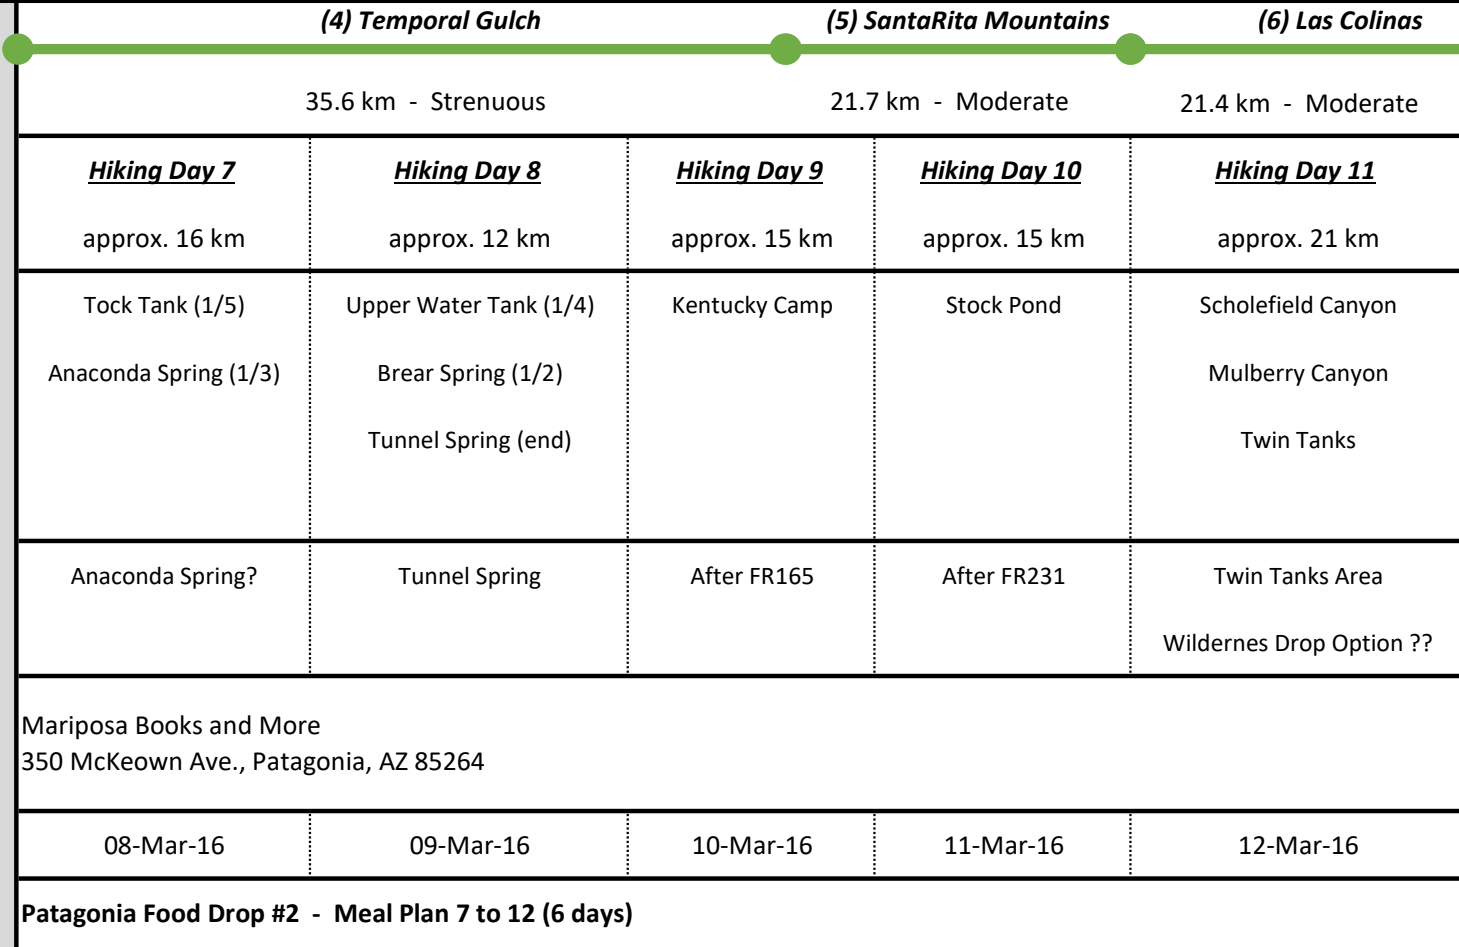 (4) Temporal Gulch (5) SantaRita Mountains (6) Las Colinas
35.6 km - Strenuous 21.7 km - Moderate 21.4 km - Moderate
Hiking Day 7 Hiking Day 8 Hiking Day 9 Hiking Day 10 Hiking Day 11
approx. 16 km approx. 12 km approx. 15 km approx. 15 km approx. 21 km
Tock Tank (1/5) Upper Water Tank (1/4) Kentucky Camp Stock Pond Scholefield Canyon
Anaconda Spring (1/3) Brear Spring (1/2) Mulberry Canyon
Tunnel Spring (end) Twin Tanks
Anaconda Spring? Tunnel Spring After FR165 After FR231 Twin Tanks Area
Wildernes Drop Option ??
Mariposa Books and More
350 McKeown Ave., Patagonia, AZ 85264
08-Mar-16 09-Mar-16 10-Mar-16 11-Mar-16 12-Mar-16
Patagonia Food Drop #2 - Meal Plan 7 to 12 (6 days)